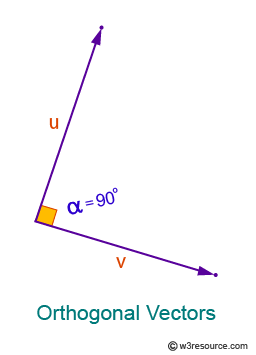 u
α = 90°
v
Orthogonal Vectors
© w3resource.com